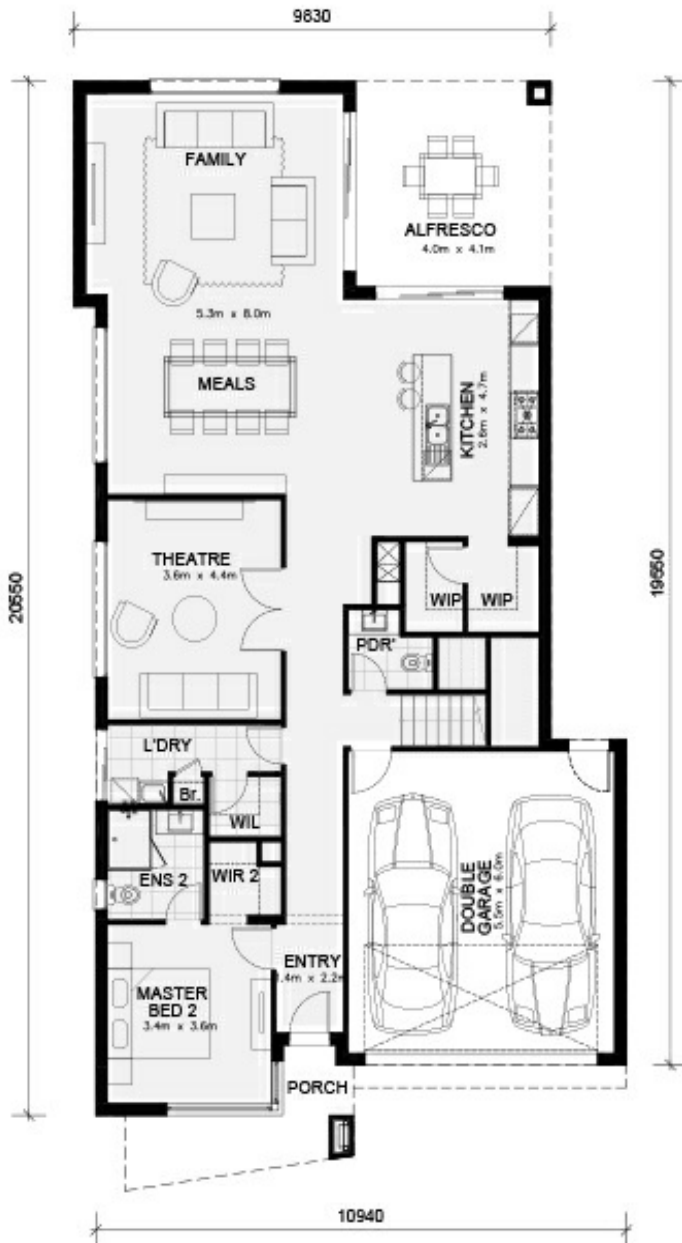 9830
FAMILY
ALFRESCO
4.0m x 4.1m
5.3m x 8.0m
MEALS
KITCHEN
2.6m x 4.7m
20550
19550
THEATRE
3.6m x 4.4m
WIP
WIP
PDR'
L'DRY
Br.
WIL
ENS 2
WIR 2
DOUBLE
GARAGE
5.5m x 6.0m
ENTRY
1.4m x 2.2m
MASTER
BED 2
3.4m x 3.6m
PORCH
10940